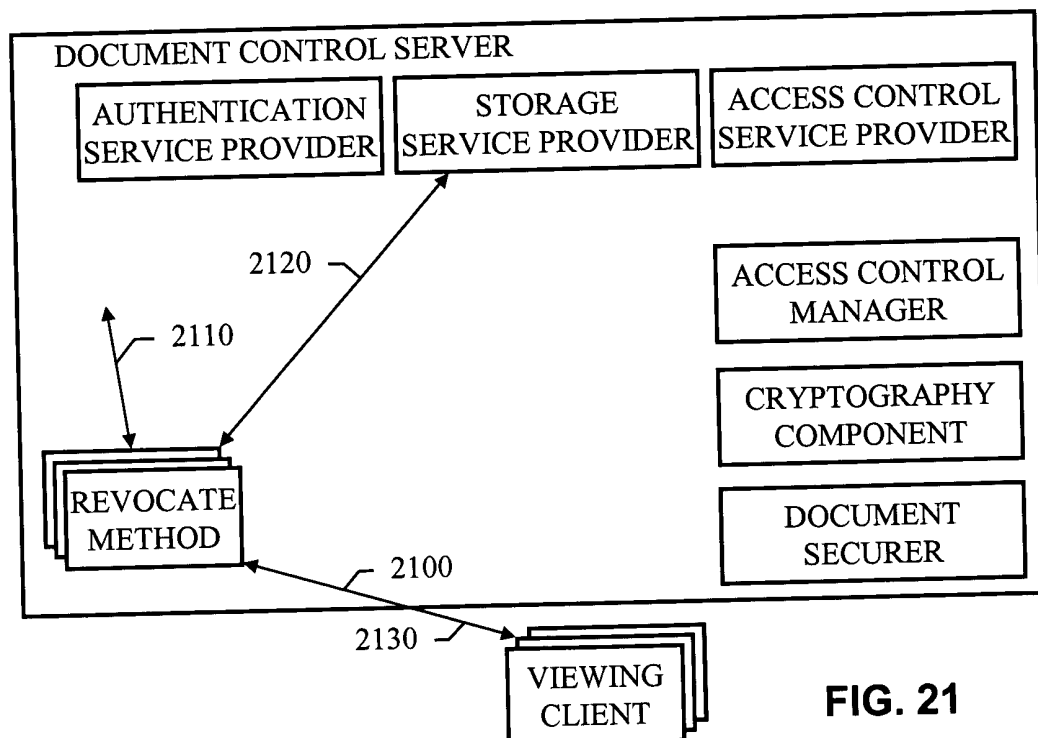 DOCUMENT CONTROL SERVER
AUTHENTICATION
SERVICE PROVIDER
STORAGE
SERVICE PROVIDER
ACCESS CONTROL
SERVICE PROVIDER
2120
ACCESS CONTROL
MANAGER
2110
CRYPTOGRAPHY
COMPONENT
REVOCATE
METHOD
DOCUMENT
SECURER
2100
2130
VIEWING
CLIENT
FIG. 21